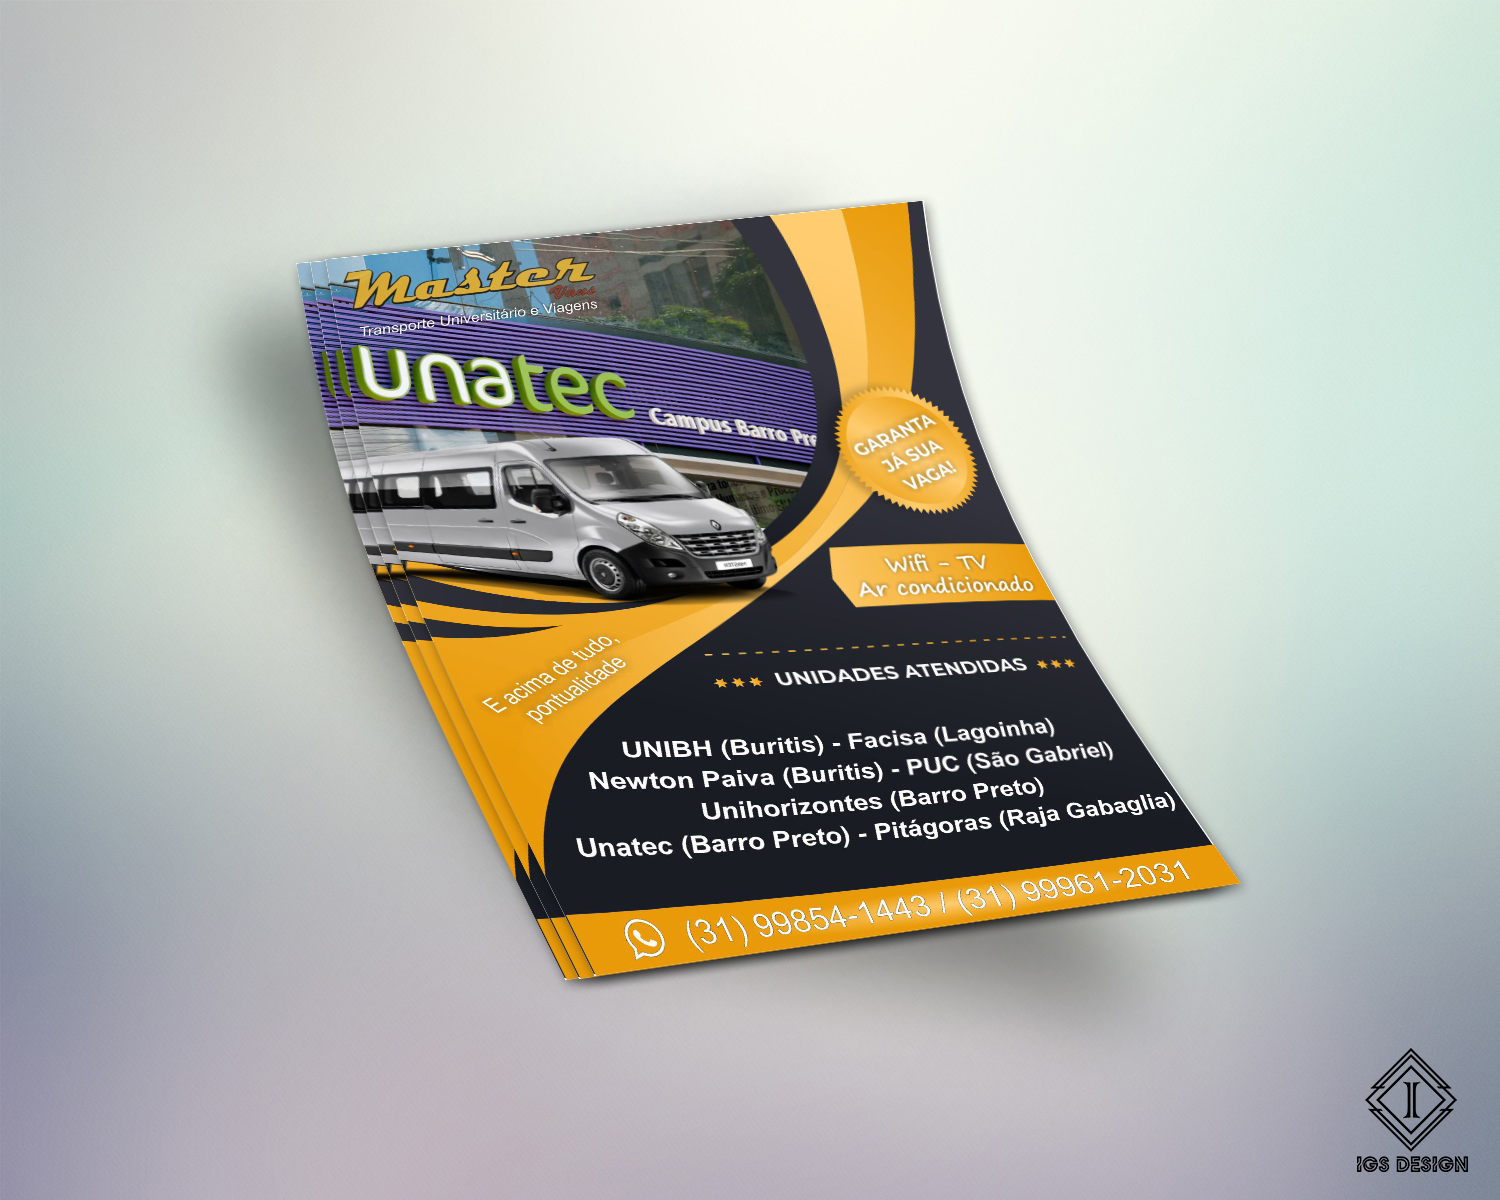 Master
Vans
Transporte Universitário e Viagens
unatec
Campus Barro Pre
GARANTA
JÁ SUA
VAGA!
Wifi - TV
Ar condicionado
E acima de tudo,
pontualidade
UNIDADES ATENDIDAS
UNIBH (Buritis) - Facisa (Lagoinha)
Newton Paiva (Buritis) - PUC (São Gabriel)
Unihorizontes (Barro Preto)
Unatec (Barro Preto) - Pitágoras (Raja Gabaglia)
(31) 99854-1443 / (31) 99961-2031
I
IGS DESIGN